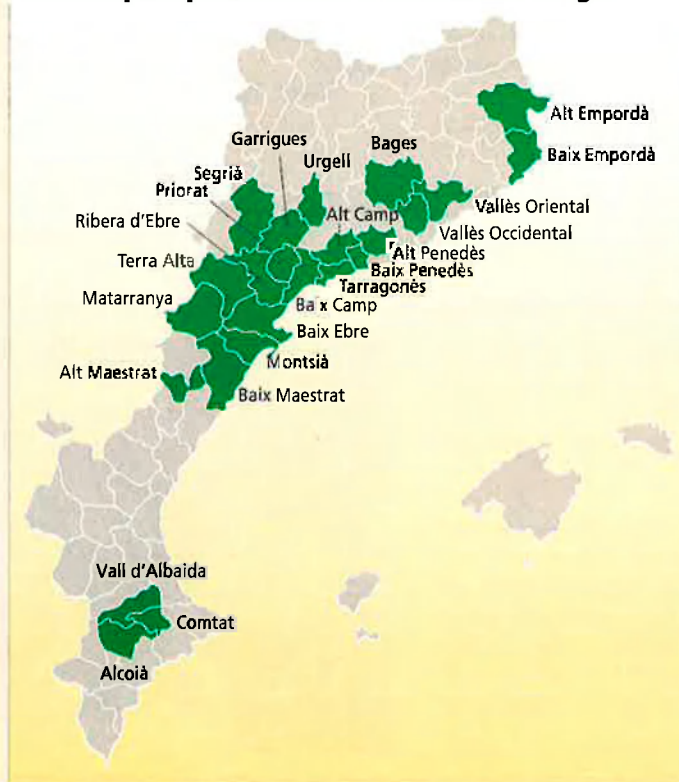 Alt Empordà
Garrigues
Bages
Baix Empordà
Urgell
Segrià
Priorat
Vallès Oriental
Ribera d'Ebre
Alt Camp
Vallès Occidental
Alt Penedès
Terra Alta
Baix Penedès
Tarragonès
Matarranya
Baix Camp
Baix Ebre
Montsià
Alt Maestrat
Baix Maestrat
Vall d'Albaida
Comtat
Alcoià